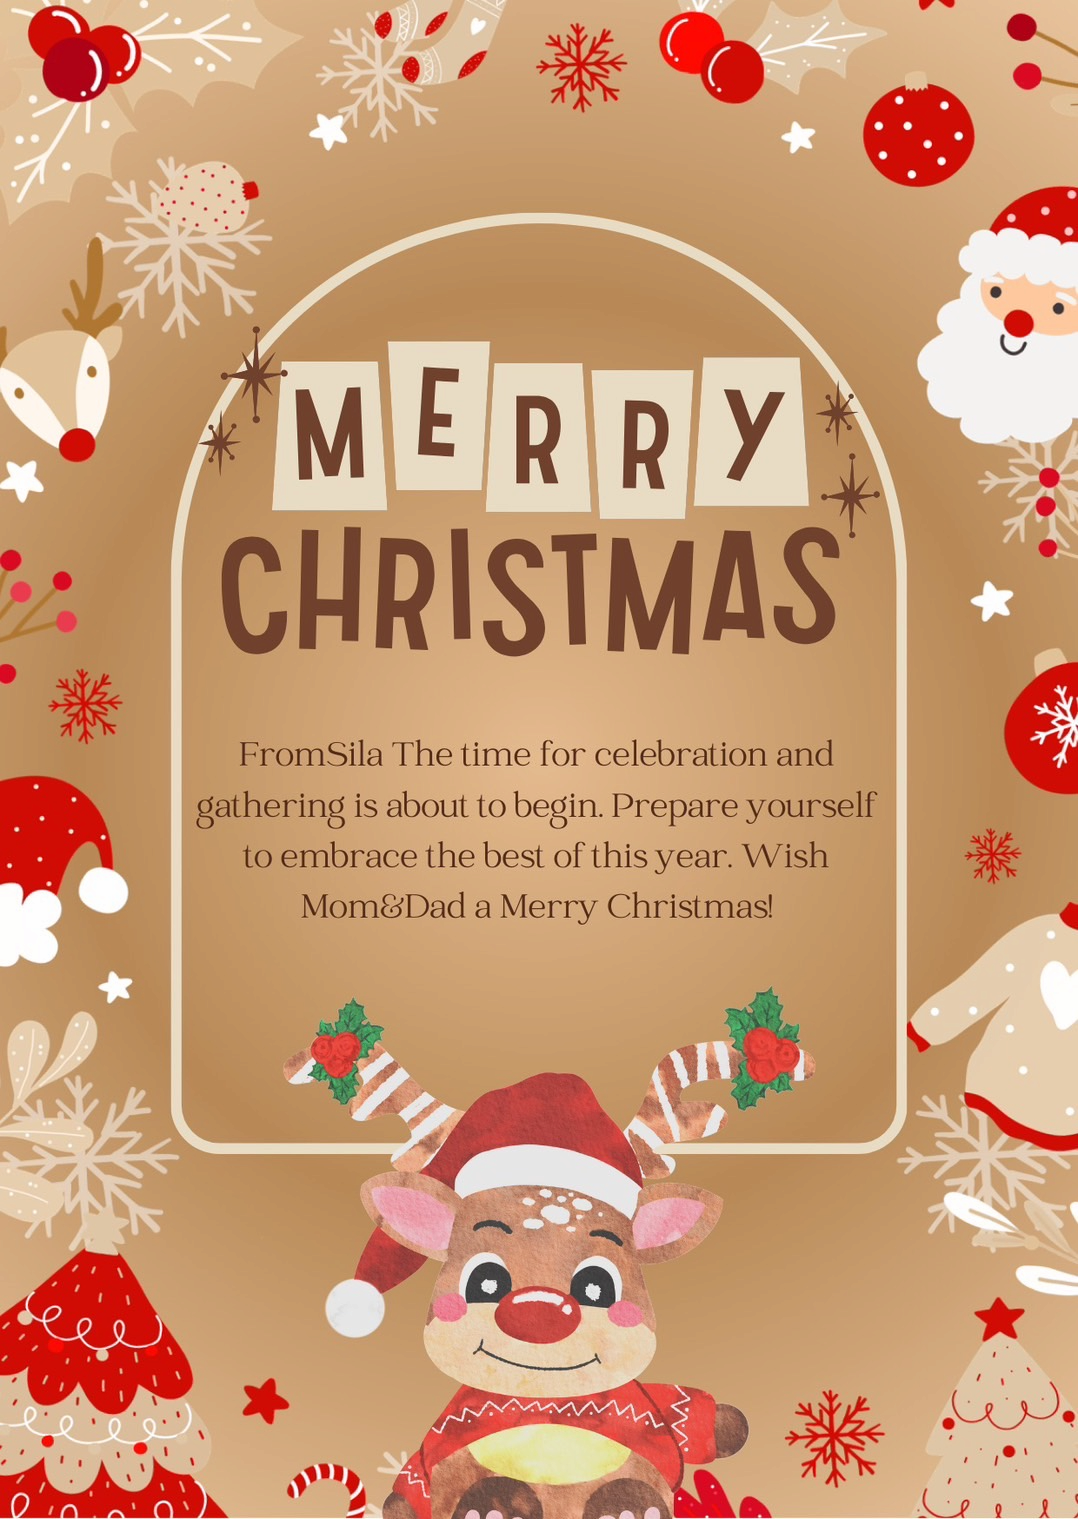 MERRY
CHRISTMAS
FromSila The time for celebration and
gathering is about to begin. Prepare yourself
to embrace the best of this year. Wish
Mom&Dad a Merry Christmas!